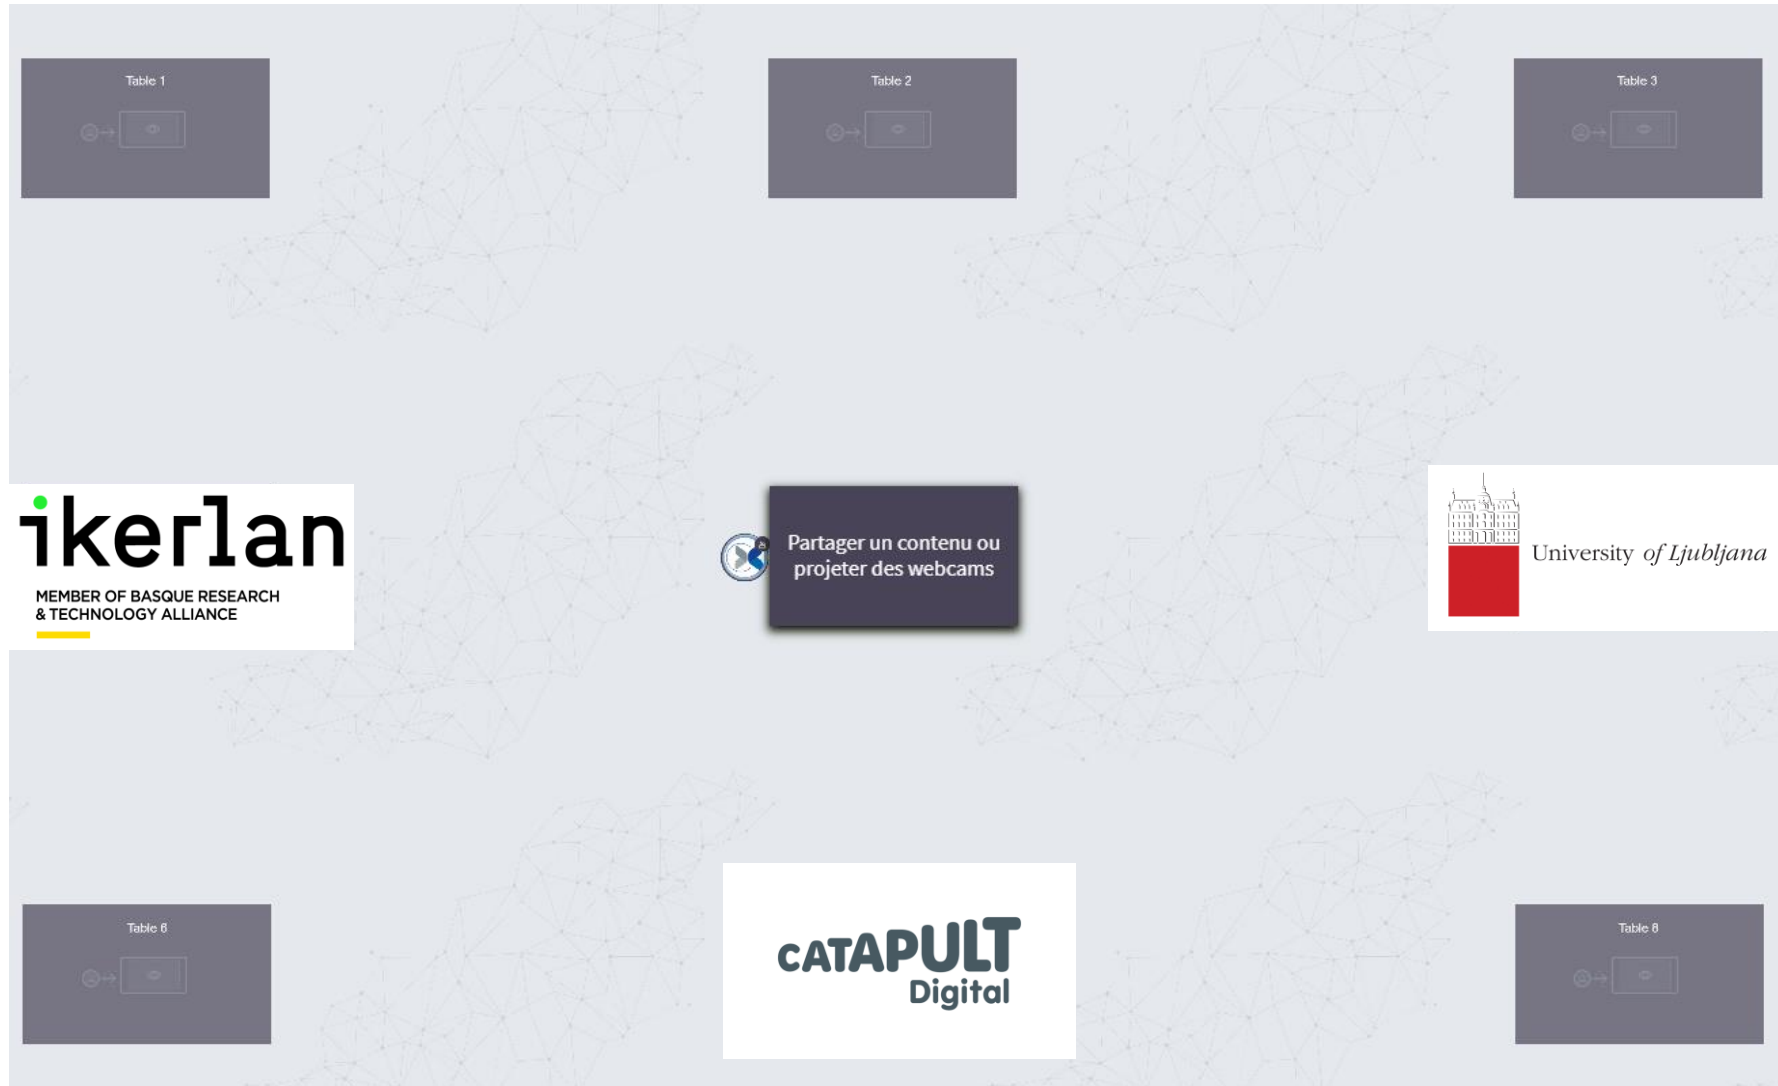 Table 1
Table 2
Table 3
ikerlan
MEMBER OF BASQUE RESEARCH
& TECHNOLOGY ALLIANCE
Partager un contenu ou
projeter des webcams
University of Ljubljana
Table 6
CATAPULT
Digital
Table 8